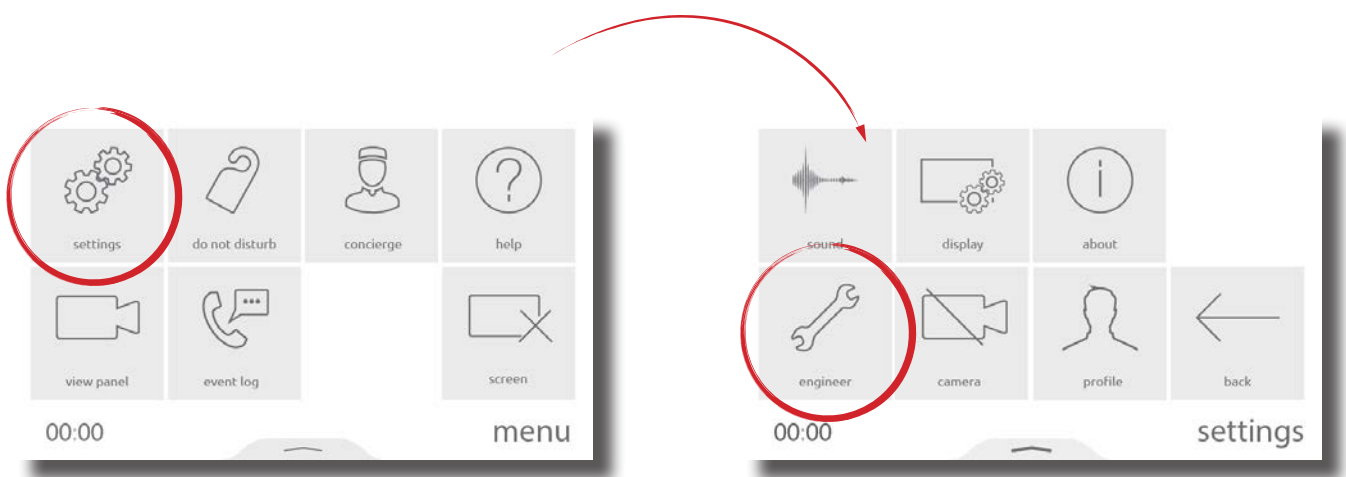 settings
do not disturb
concierge
help
view panel
event log
screen
00:00
menu
sound
display
about
engineer
camera
profile
back
00:00
settings